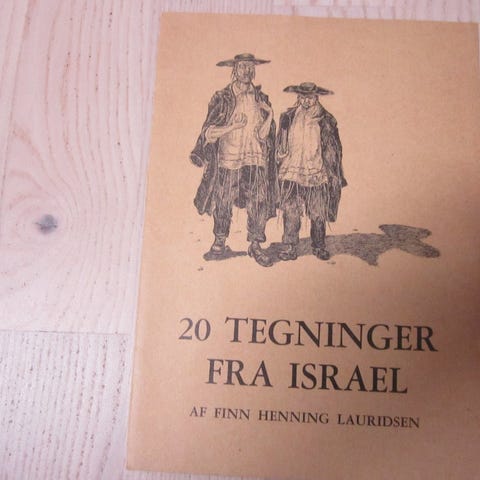 20 TEGNINGER
FRA ISRAEL
AF FINN HENNING LAURIDSEN